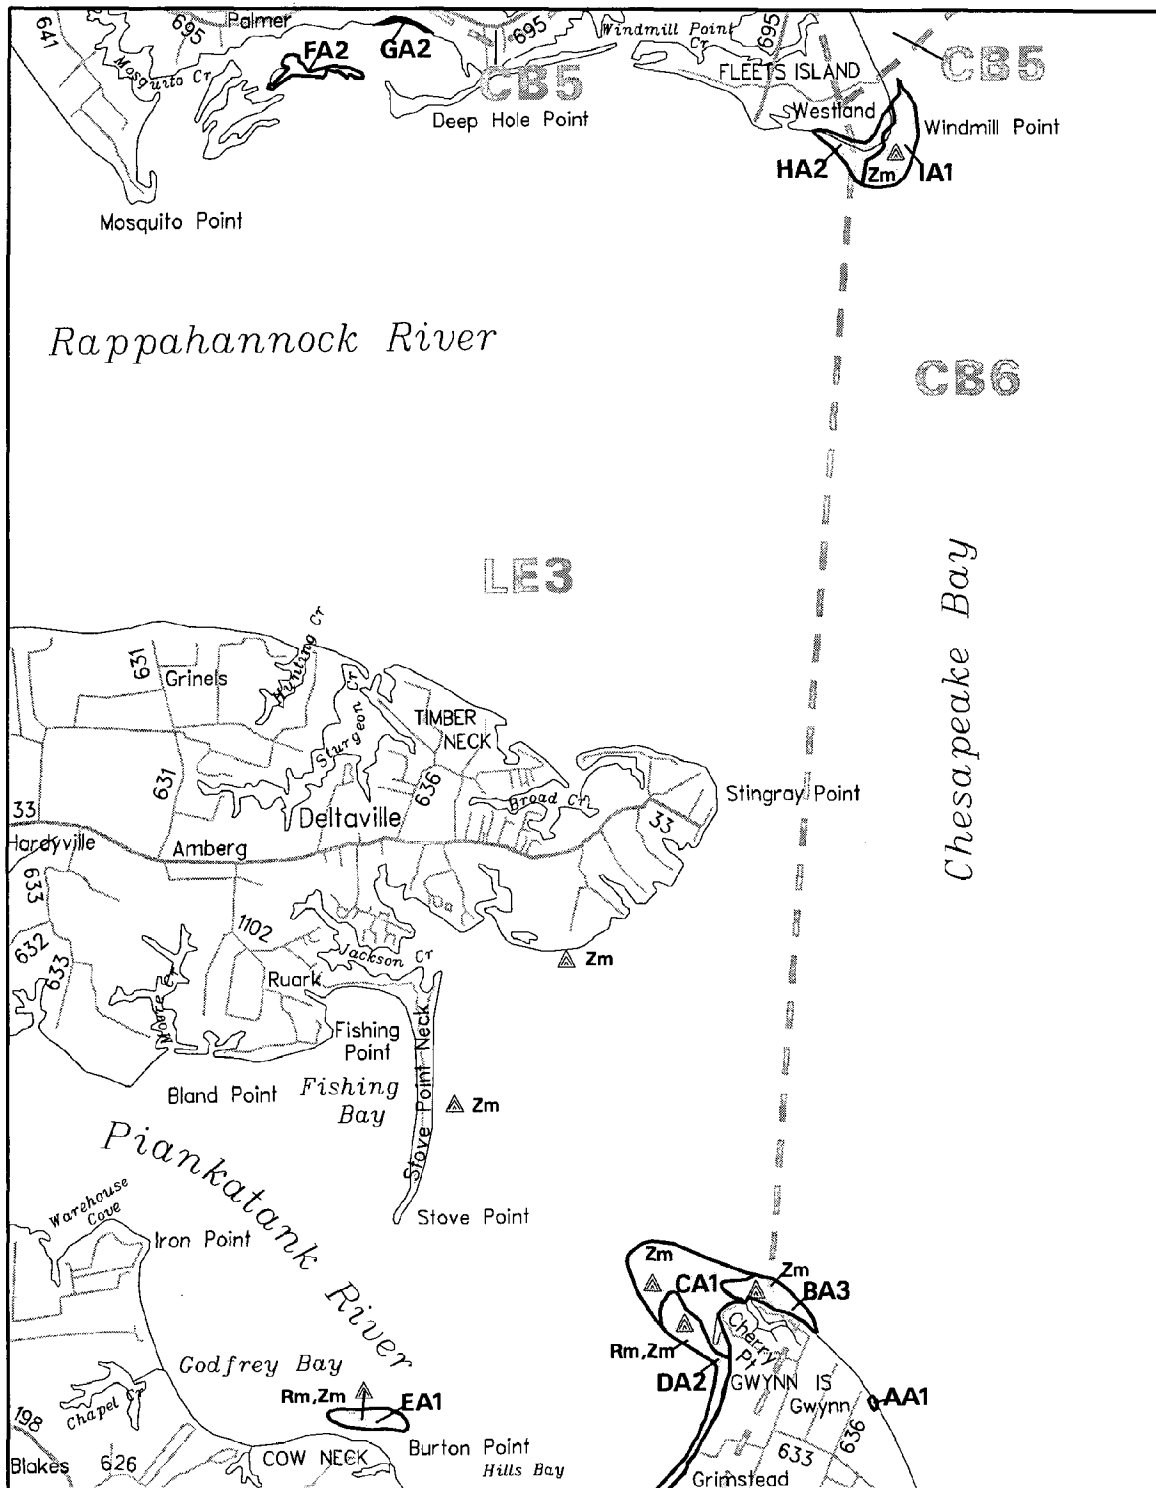 641
695
Palmer
FA2
GA2
695
Windmill Point
Cr
695
Mosquito Cr
CB5
FLEETS ISLAND
CB5
Deep Hole Point
Westland
Windmill Point
HA2
Zm
IA1
Mosquito Point
Rappahannock River
CB6
LE3
Chesapeake Bay
631
Grinels
Hunting Cr
Sturgeon Cr
TIMBER
NECK
631
636
Broad Cr
Stingray Point
33
Deltaville
33
Hardyville
Amberg
633
1102
632
633
Jackson Cr
Zm
Ruark
Moore Cr
Fishing
Point
Stove Point Neck
Bland Point
Fishing
Bay
Zm
Piankatank River
Warehouse
Cove
Iron Point
Stove Point
Zm
CA1
Zm
BA3
Cherry
Pt
Rm,Zm
DA2
GWYNN IS
Gwynn
AA1
Godfrey Bay
Rm,Zm
EA1
Chapel Cr
198
Burton Point
Hills Bay
COW NECK
Blakes
626
633
636
Grimstead